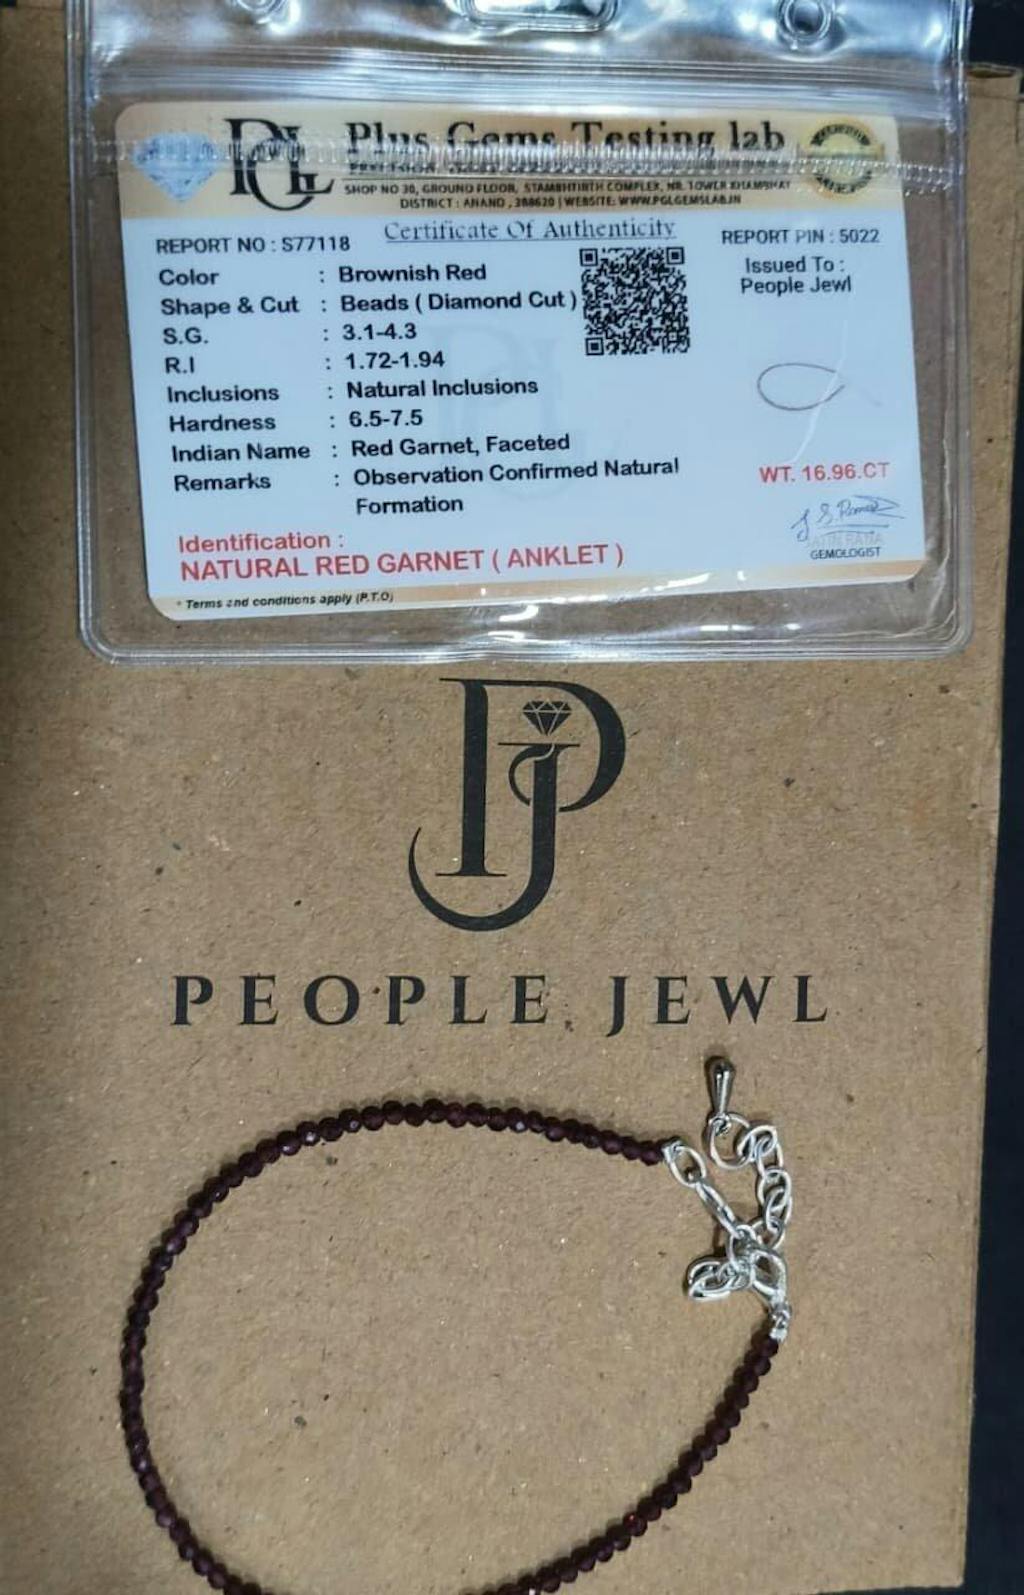 PGL Plus Gems Testing lab
SHOP NO 30, GROUND FLOOR, STAMBHTIRTH COMPLEX, NR. TOWER KHAMBHAT
DISTRICT : ANAND , 388620 | WEBSITE: WWW.PGLGEMSLAB.IN
Certificate Of Authenticity
REPORT NO : S77118
REPORT PIN : 5022
Issued To :
People Jewl
Color : Brownish Red
Shape & Cut : Beads ( Diamond Cut )
S.G. : 3.1-4.3
R.I : 1.72-1.94
Inclusions : Natural Inclusions
Hardness : 6.5-7.5
Indian Name : Red Garnet, Faceted
Remarks : Observation Confirmed Natural
Formation
WT. 16.96.CT
GEMOLOGIST
Identification :
NATURAL RED GARNET ( ANKLET )
* Terms and conditions apply (P.T.O)
PJ
PEOPLE JEWL